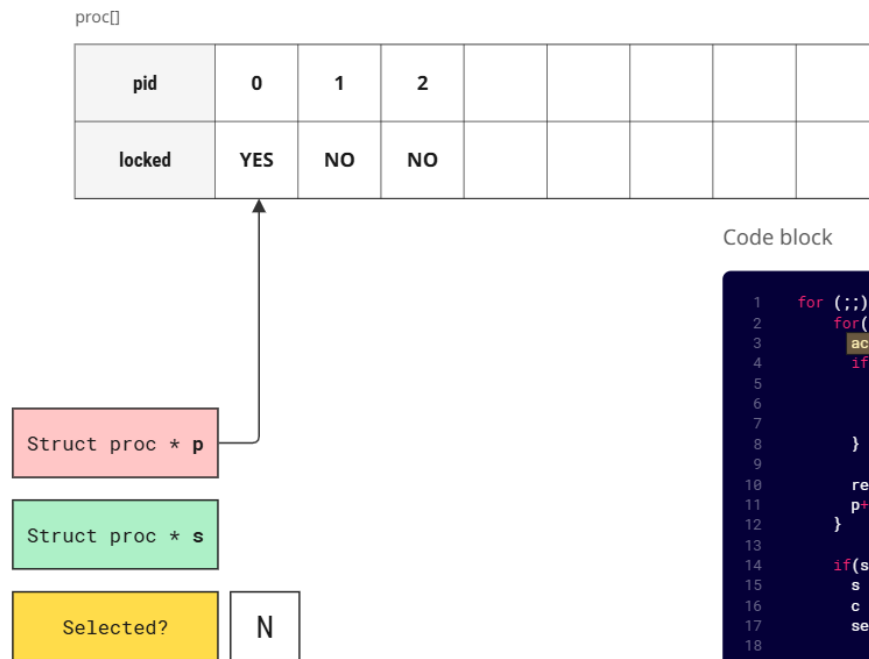 proc[]
pid 0 1 2
locked YES NO NO
Code block
1 for (;;)
2 for(
3 ac
4 if
5
6
7
8 }
9
10 re
11 p+
12 }
13
14 if(s
15 s
16 c
17 se
18
Struct proc * p
Struct proc * s
Selected? N